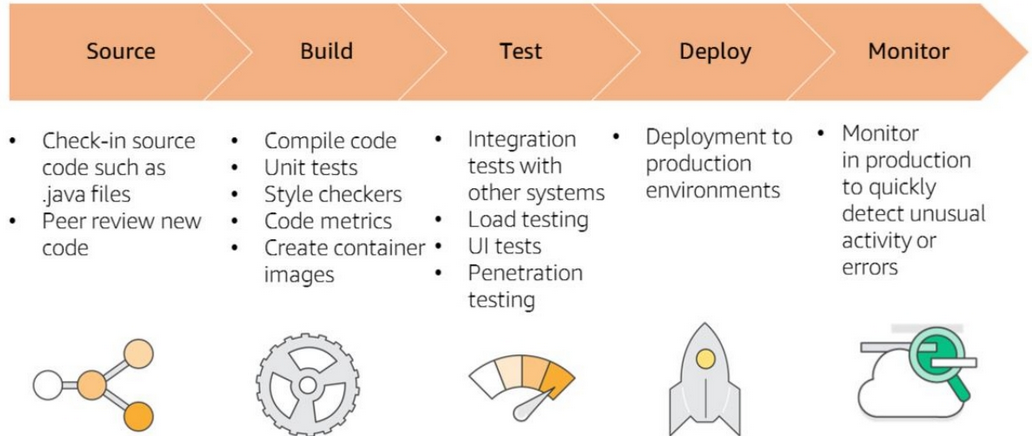 Source
Build
Test
Deploy
Monitor
• Check-in source
code such as
.java files
• Peer review new
code
• Compile code
• Unit tests
• Style checkers
• Code metrics
• Create container
images
• Integration
tests with
other systems
• Load testing
• UI tests
• Penetration
testing
• Deployment to
production
environments
• Monitor
in production
to quickly
detect unusual
activity or
errors